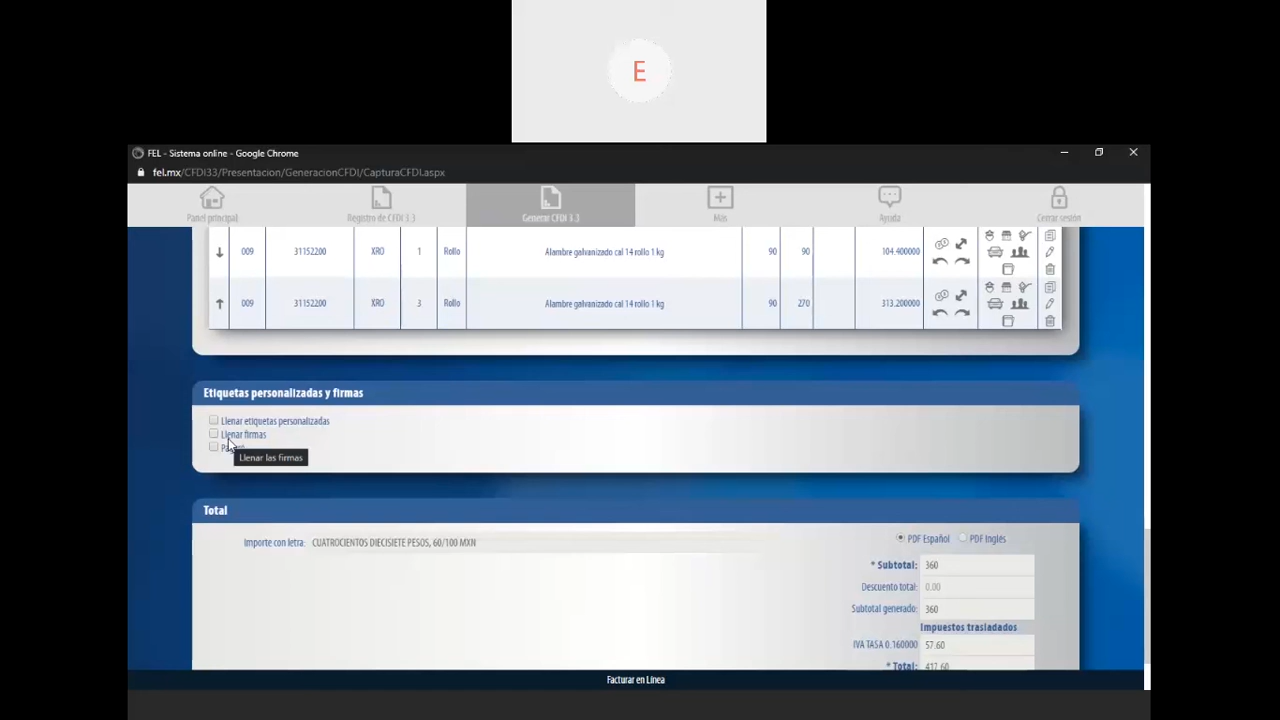 E
FEL - Sistema online - Google Chrome
fel.mx/CFDI33/Presentacion/GeneracionCFDI/CapturaCFDI.aspx
Panel principal
Registro de CFDI 3.3
Generar CFDI 3.3
Más
Ayuda
Cerrar sesión
009 31152200 XRO 1 Rollo Alambre galvanizado cal 14 rollo 1 kg 90 90 104.400000
009 31152200 XRO 3 Rollo Alambre galvanizado cal 14 rollo 1 kg 90 270 313.200000
Etiquetas personalizadas y firmas
Llenar etiquetas personalizadas
Llenar firmas
Llenar las firmas
Total
Importe con letra: CUATROCIENTOS DIECISIETE PESOS, 60/100 MXN
PDF Español PDF Inglés
* Subtotal: 360
Descuento total: 0.00
Subtotal generado: 360
Impuestos trasladados
IVA TASA 0.160000 57.60
* Total: 417.60
Facturar en Línea